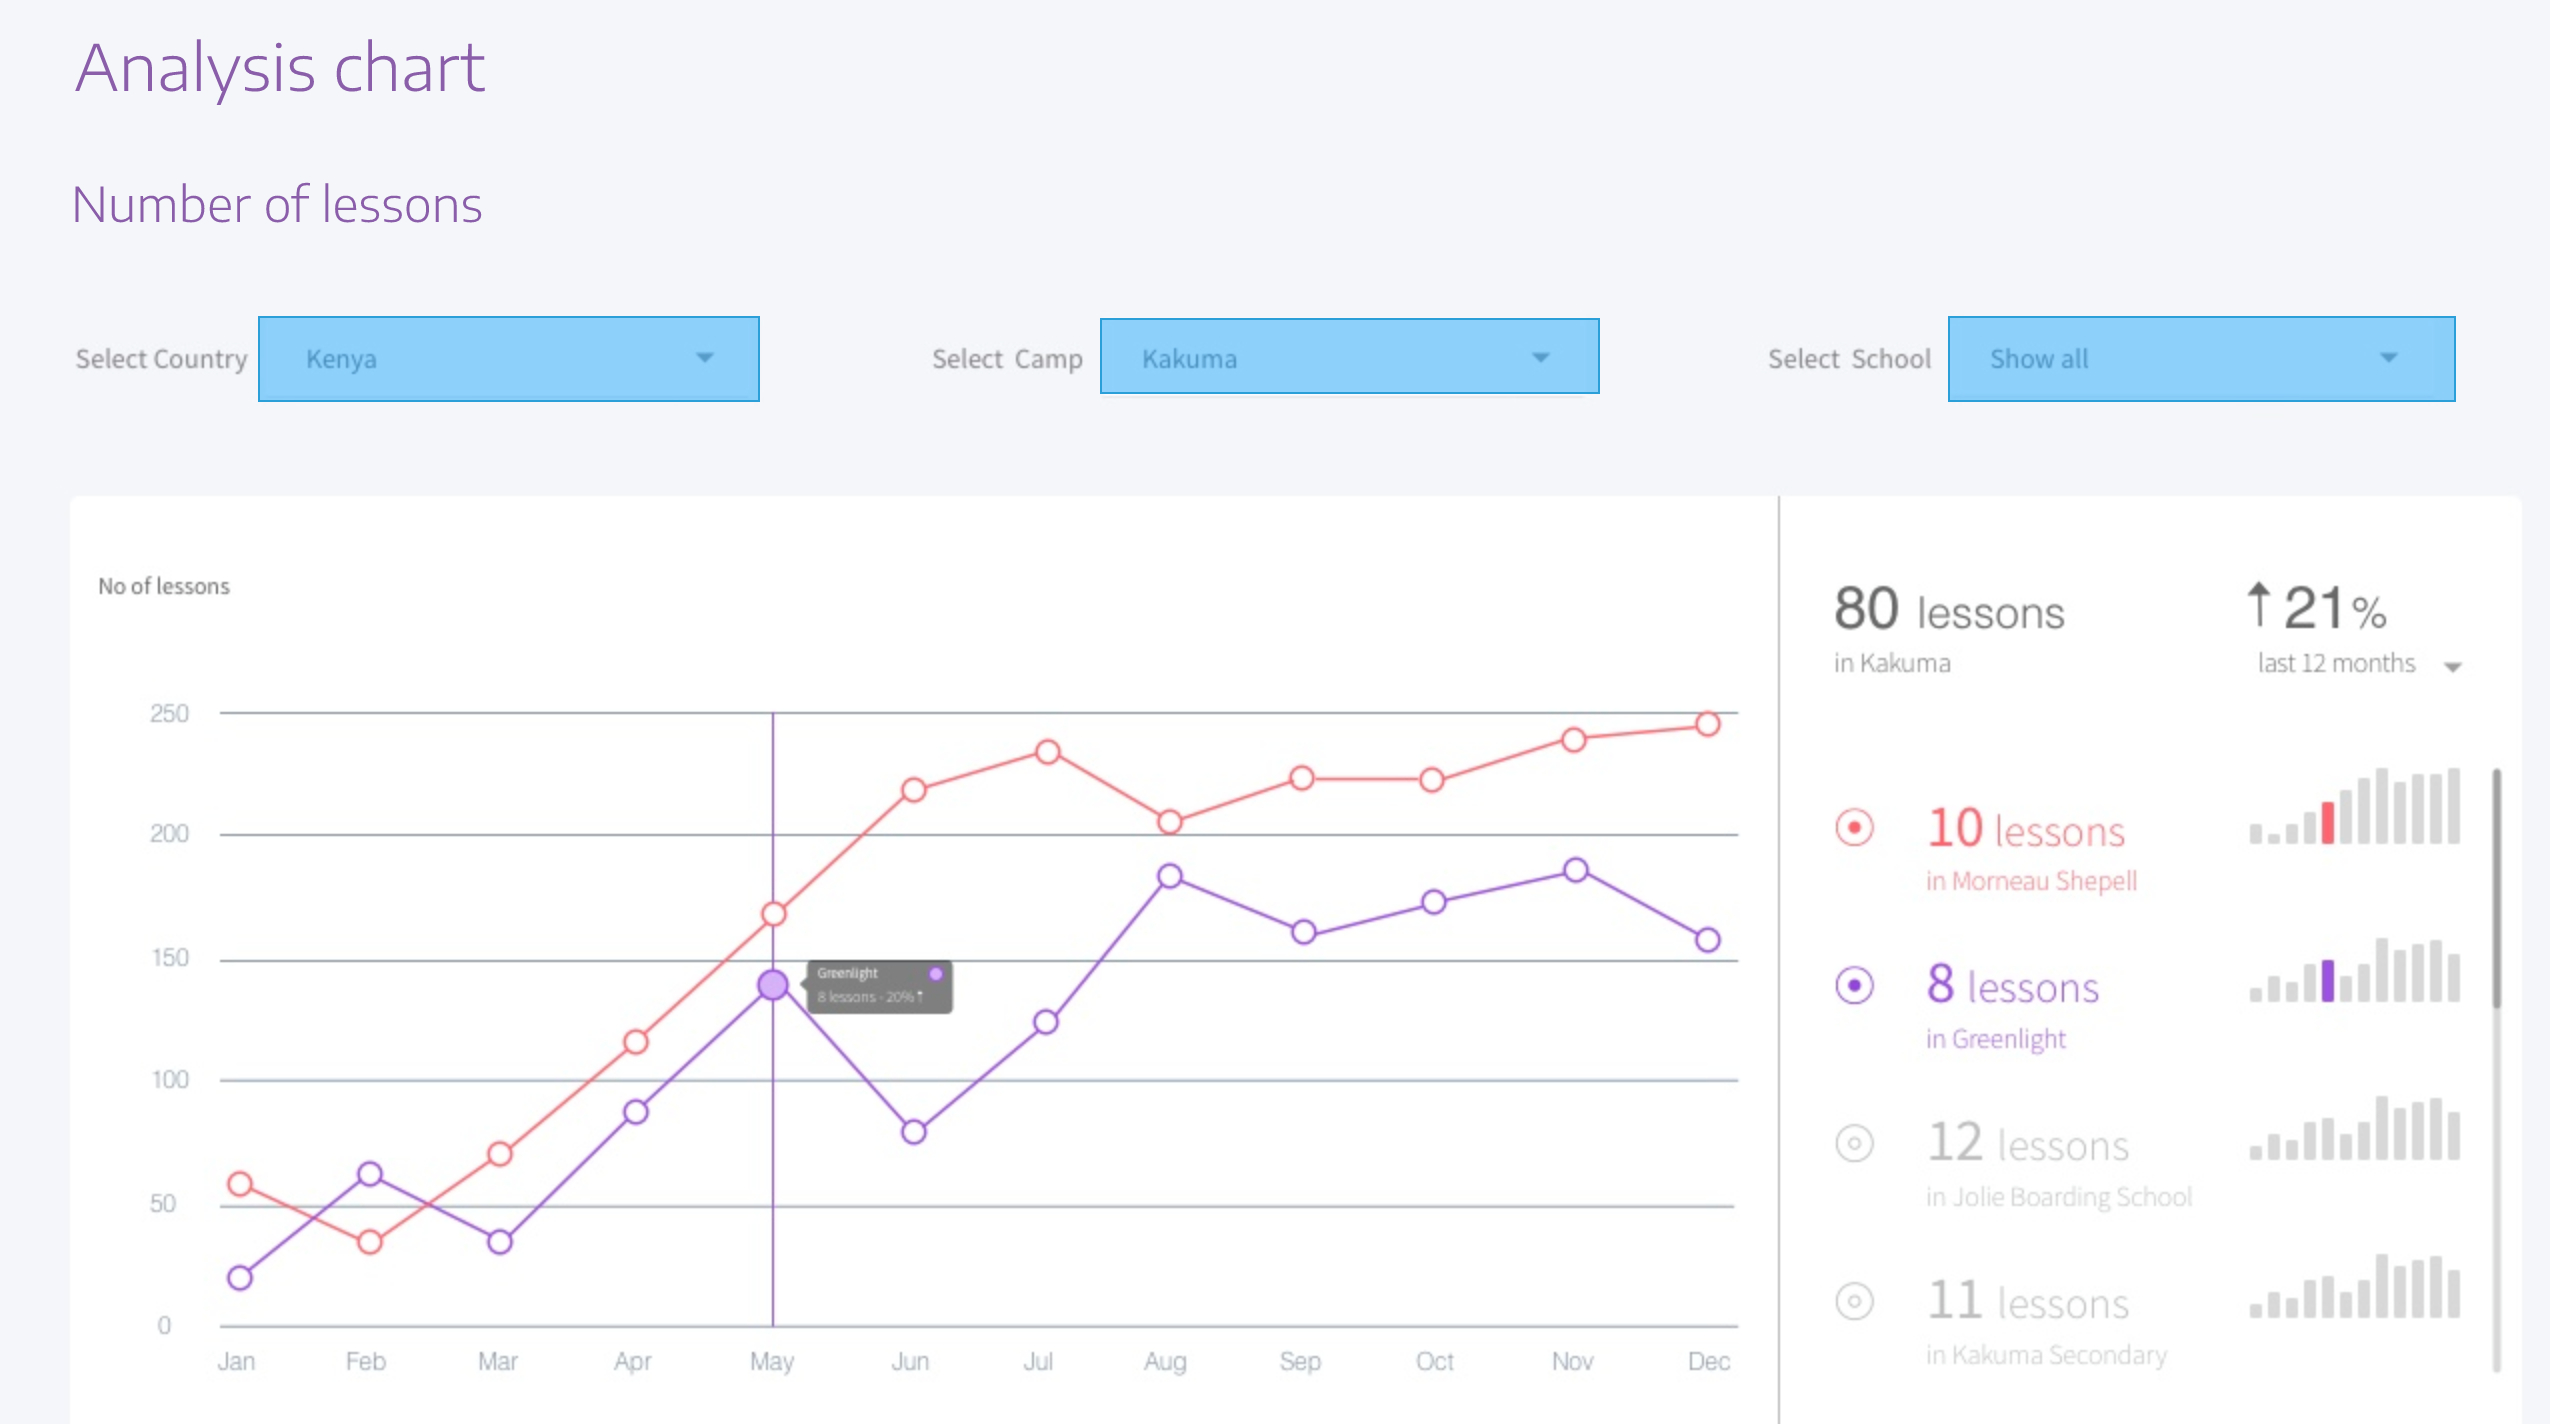 Analysis chart
Number of lessons
Select Country Kenya
Select Camp Kakuma
Select School Show all
No of lessons
250
200
150
100
50
0
Jan Feb Mar Apr May Jun Jul Aug Sep Oct Nov Dec
Greenlight
8 lessons - 20% ↑
80 lessons
in Kakuma
↑ 21%
last 12 months
10 lessons
in Morneau Shepell
8 lessons
in Greenlight
12 lessons
in Jolie Boarding School
11 lessons
in Kakuma Secondary